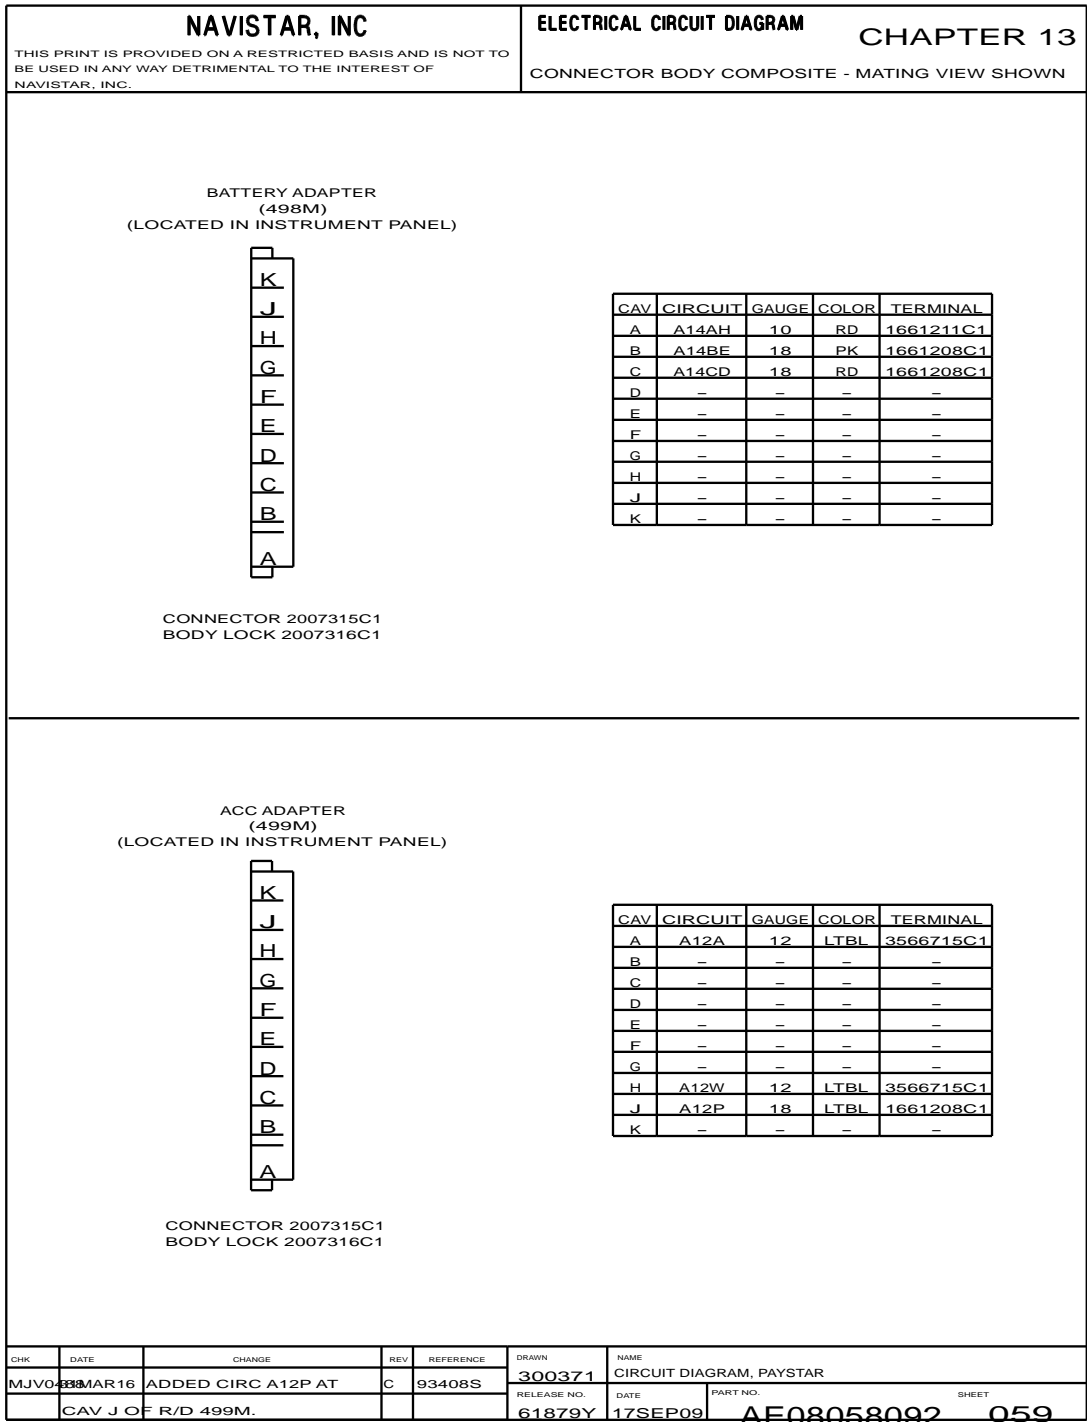 NAVISTAR, INC
THIS PRINT IS PROVIDED ON A RESTRICTED BASIS AND IS NOT TO
BE USED IN ANY WAY DETRIMENTAL TO THE INTEREST OF
NAVISTAR, INC.
ELECTRICAL CIRCUIT DIAGRAM
CHAPTER 13
CONNECTOR BODY COMPOSITE - MATING VIEW SHOWN
BATTERY ADAPTER
(498M)
(LOCATED IN INSTRUMENT PANEL)
K
J
H
G
F
E
D
C
B
A
CONNECTOR 2007315C1
BODY LOCK 2007316C1
CAV CIRCUIT GAUGE COLOR TERMINAL
A A14AH 10 RD 1661211C1
B A14BE 18 PK 1661208C1
C A14CD 18 RD 1661208C1
D – – – –
E – – – –
F – – – –
G – – – –
H – – – –
J – – – –
K – – – –
ACC ADAPTER
(499M)
(LOCATED IN INSTRUMENT PANEL)
K
J
H
G
F
E
D
C
B
A
CONNECTOR 2007315C1
BODY LOCK 2007316C1
CAV CIRCUIT GAUGE COLOR TERMINAL
A A12A 12 LTBL 3566715C1
B – – – –
C – – – –
D – – – –
E – – – –
F – – – –
G – – – –
H A12W 12 LTBL 3566715C1
J A12P 18 LTBL 1661208C1
K – – – –
CHK DATE CHANGE REV REFERENCE
ADDED CIRC A12P AT C 93408S
CAV J OF R/D 499M.
DRAWN
300371
NAME
CIRCUIT DIAGRAM, PAYSTAR
RELEASE NO.
61879Y
DATE
17SEP09
PART NO.
AE08058092
SHEET
059